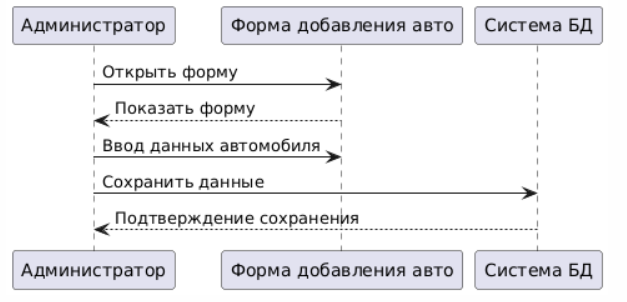 Администратор
Форма добавления авто
Система БД
Открыть форму
Показать форму
Ввод данных автомобиля
Сохранить данные
Подтверждение сохранения
Администратор
Форма добавления авто
Система БД